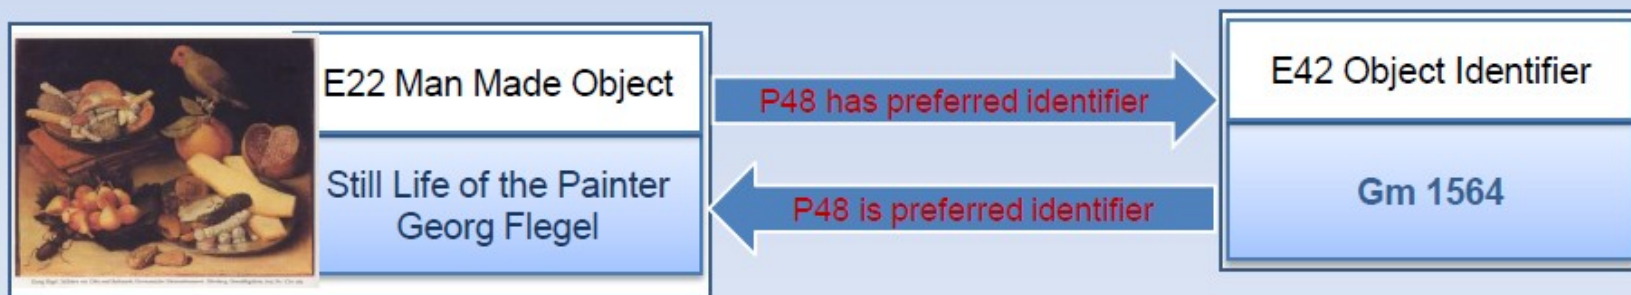 E22 Man Made Object
Still Life of the Painter
Georg Flegel
P48 has preferred identifier
P48 is preferred identifier
E42 Object Identifier
Gm 1564